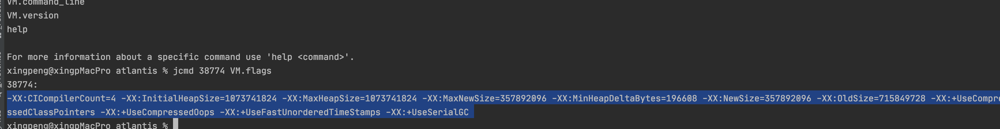 VM.command_line
VM.version
help
For more information about a specific command use 'help <command>'.
xingpeng@xingpMacPro atlantis % jcmd 38774 VM.flags
38774:
-XX:CICompilerCount=4 -XX:InitialHeapSize=1073741824 -XX:MaxHeapSize=1073741824 -XX:MaxNewSize=357892096 -XX:MinHeapDeltaBytes=196608 -XX:NewSize=357892096 -XX:OldSize=715849728 -XX:+UseCompre
ssedClassPointers -XX:+UseCompressedOops -XX:+UseFastUnorderedTimeStamps -XX:+UseSerialGC
xingpeng@xingpMacPro atlantis %